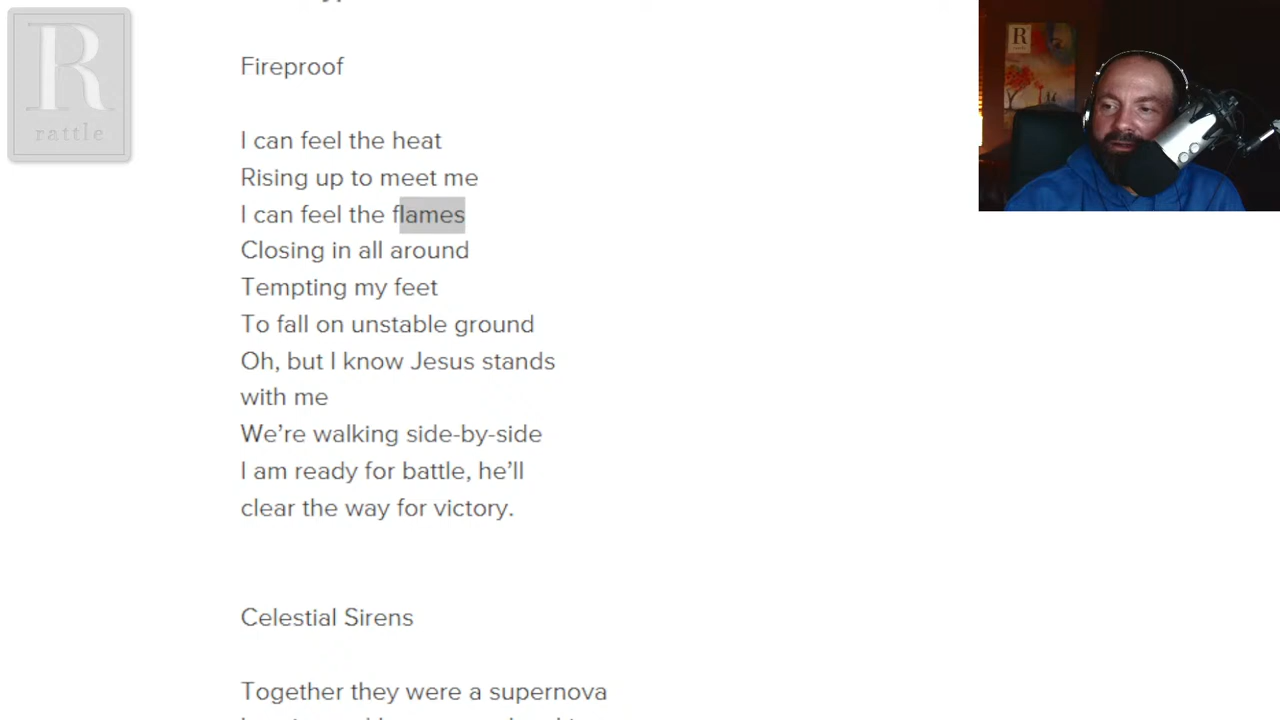 R
rattle
R
Fireproof
I can feel the heat
Rising up to meet me
I can feel the flames
Closing in all around
Tempting my feet
To fall on unstable ground
Oh, but I know Jesus stands
with me
We're walking side-by-side
I am ready for battle, he'll
clear the way for victory.
Celestial Sirens
Together they were a supernova